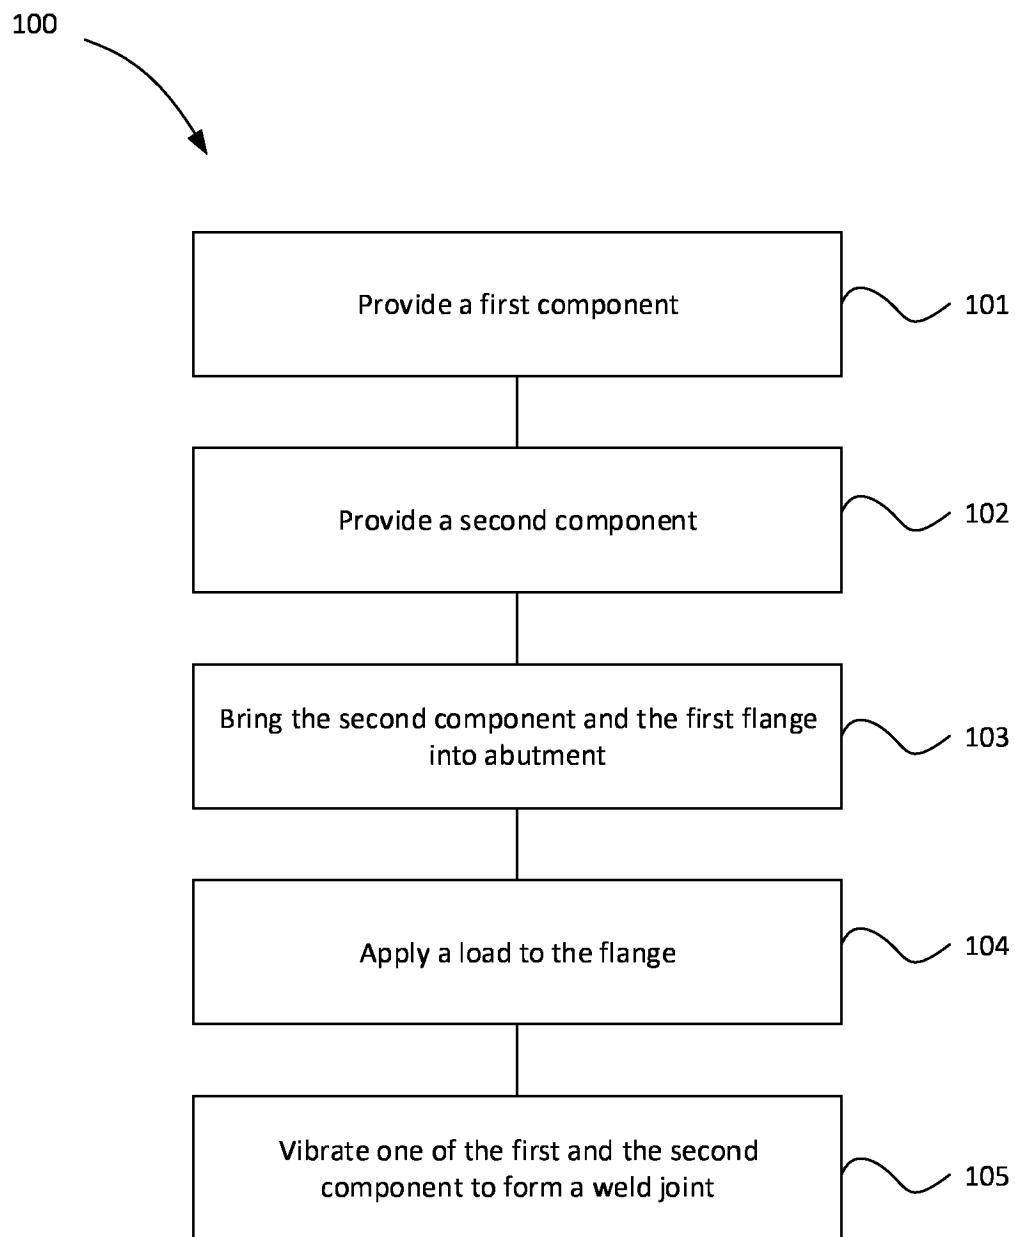 100
Provide a first component
101
Provide a second component
102
Bring the second component and the first flange
into abutment
103
Apply a load to the flange
104
Vibrate one of the first and the second
component to form a weld joint
105